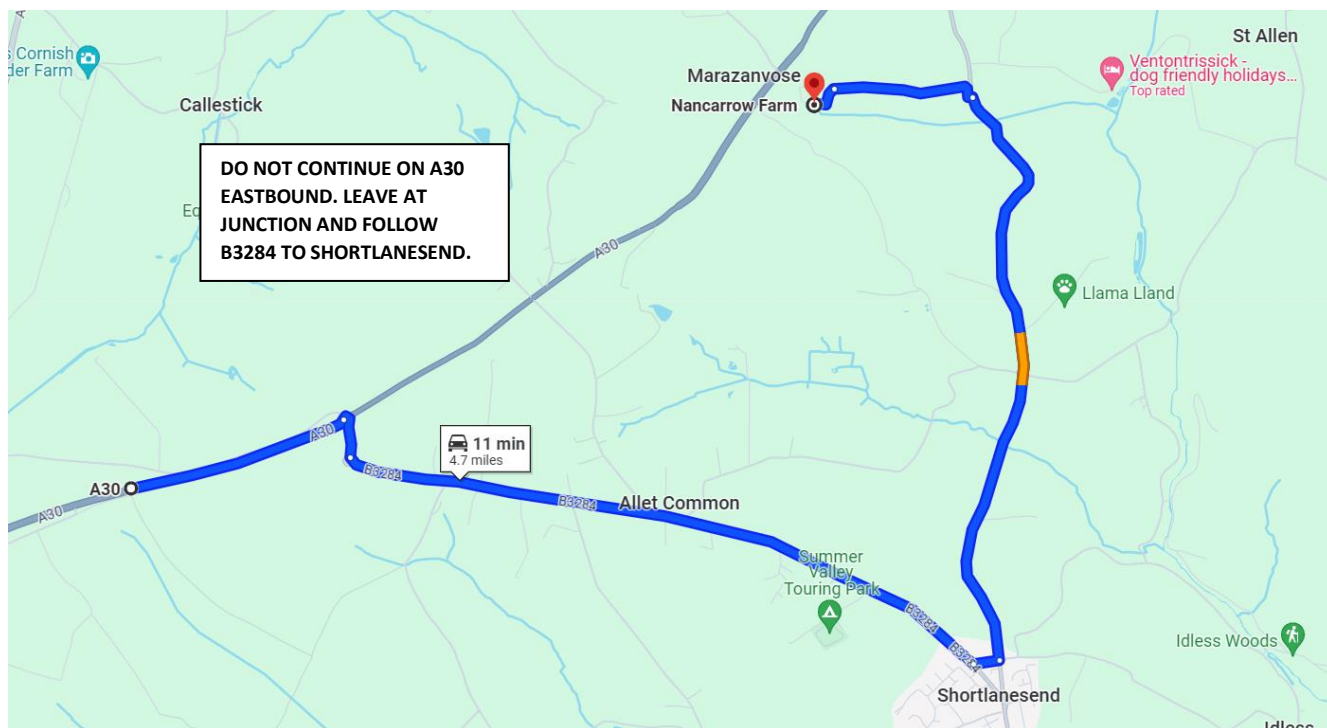 St Allen
s Cornish
der Farm
Ventontrissick -
dog friendly holidays...
Top rated
Marazanvose
Callestick
Nancarrow Farm
DO NOT CONTINUE ON A30
EASTBOUND. LEAVE AT
JUNCTION AND FOLLOW
B3284 TO SHORTLANESEND.
Eq
A30
Llama Lland
A30
11 min
4.7 miles
B3284
A30
A30
B3284
Allet Common
Summer
Valley
Touring Park
B3284
B3284
Idless Woods
Shortlanesend
Idless